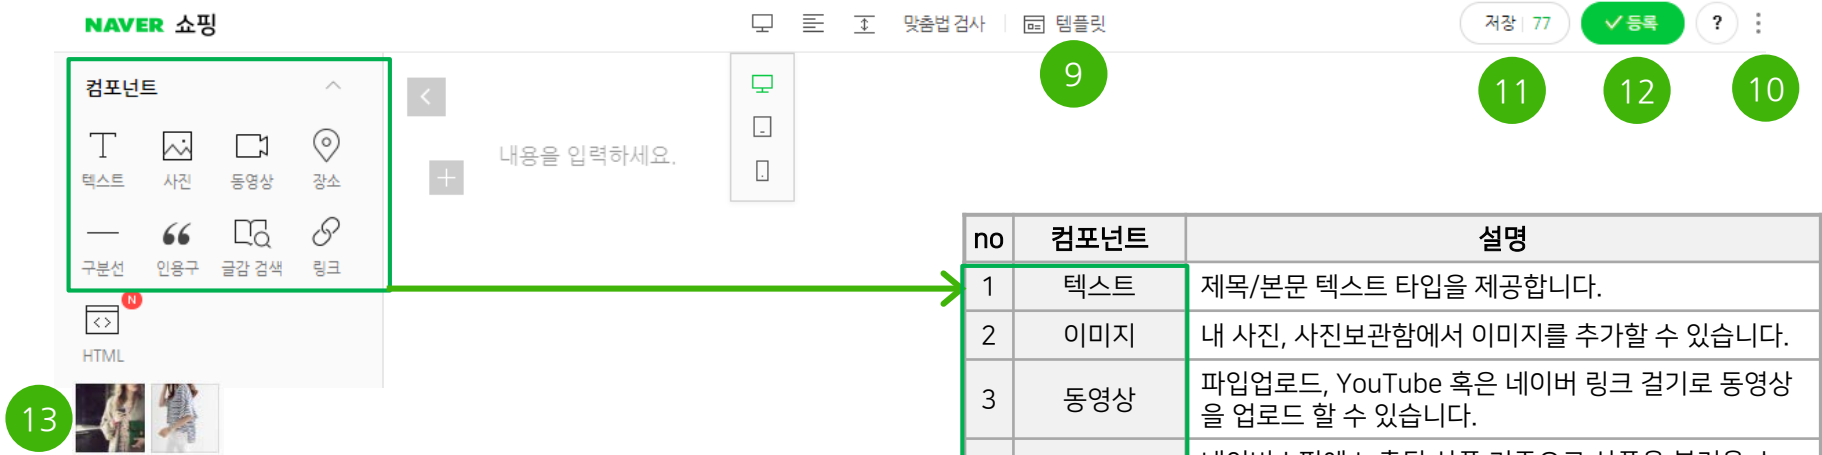 NAVER 쇼핑
맞춤법 검사
템플릿
저장 77
등록
?
9
11
12
10
컴포넌트
텍스트 사진 동영상 장소
구분선 인용구 글감 검색 링크
N
HTML
13
내용을 입력하세요.
no 컴포넌트 설명
1 텍스트 제목/본문 텍스트 타입을 제공합니다.
2 이미지 내 사진, 사진보관함에서 이미지를 추가할 수 있습니다.
3 동영상 파입업로드, YouTube 혹은 네이버 링크 걸기로 동영상
을 업로드 할 수 있습니다.